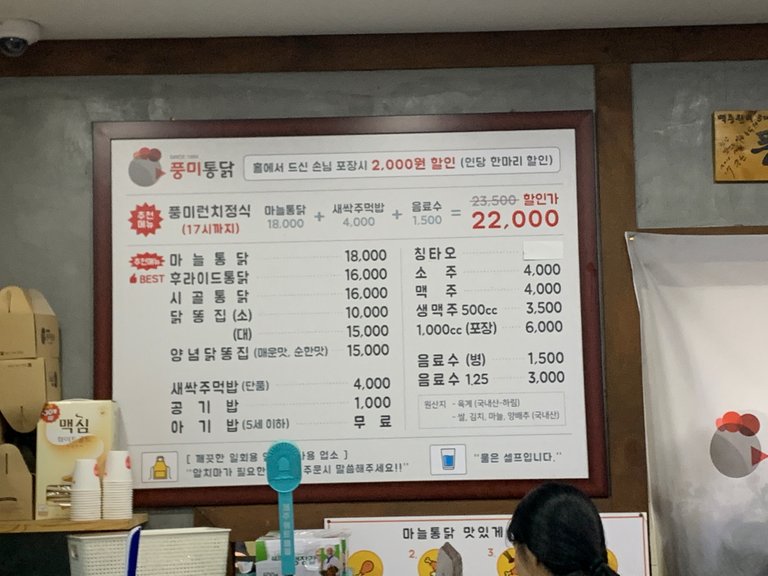 SINCE 1989
풍미통닭
홀에서 드신 손님 포장시 2,000원 할인 (인당 한마리 할인)
추천메뉴 풍미런치정식 (17시까지) 마늘통닭 18,000 + 새싹주먹밥 4,000 + 음료수 1,500 = 23,500 할인가 22,000
추천메뉴 마늘통닭 18,000
BEST 후라이드통닭 16,000
시골통닭 16,000
닭똥집 (소) 10,000
(대) 15,000
양념닭똥집 (매운맛, 순한맛) 15,000
새싹주먹밥 (단품) 4,000
공기밥 1,000
아기밥 (5세 이하) 무료
칭타오
소주 4,000
맥주 4,000
생맥주 500cc 3,500
1,000cc (포장) 6,000
음료수 (병) 1,500
음료수 1.25 3,000
원산지 - 육계 (국내산-하림)
- 쌀, 김치, 마늘, 양배추 (국내산)
[ 깨끗한 일회용 사용 업소 ]
"앞치마가 필요한 주문시 말씀해주세요!!"
"물은 셀프입니다."
맥심
마늘통닭 맛있게
2.
3.